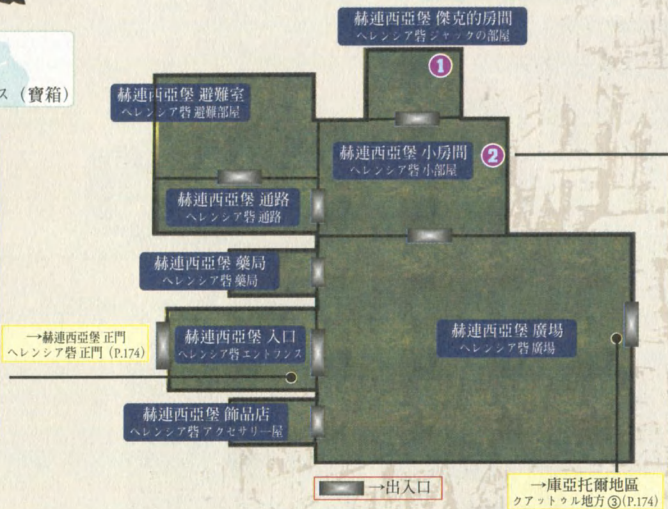 赫連西亞堡 傑克的房間
ヘレンシア砦 ジャックの部屋
1
ス（寶箱）
赫連西亞堡 避難室
ヘレンシア砦 避難部屋
赫連西亞堡 小房間
ヘレンシア砦 小部屋
2
赫連西亞堡 通路
ヘレンシア砦 通路
赫連西亞堡 藥局
ヘレンシア砦 藥局
→赫連西亞堡 正門
ヘレンシア砦 正門 (P.174)
赫連西亞堡 入口
ヘレンシア砦 エントランス
赫連西亞堡 廣場
ヘレンシア砦 廣場
赫連西亞堡 飾品店
ヘレンシア砦 アクセサリー屋
→出入口
→庫亞托爾地區
クアットゥル地方③(P.174)